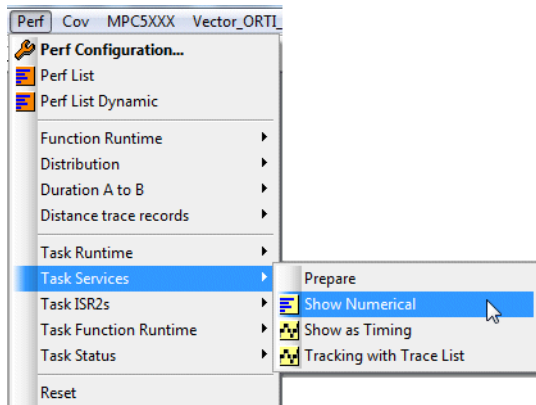 Perf Cov MPC5XXX Vector_ORTI_
Perf Configuration...
Perf List
Perf List Dynamic
Function Runtime
Distribution
Duration A to B
Distance trace records
Task Runtime
Task Services
Prepare
Task ISR2s
Show Numerical
Task Function Runtime
Show as Timing
Task Status
Tracking with Trace List
Reset